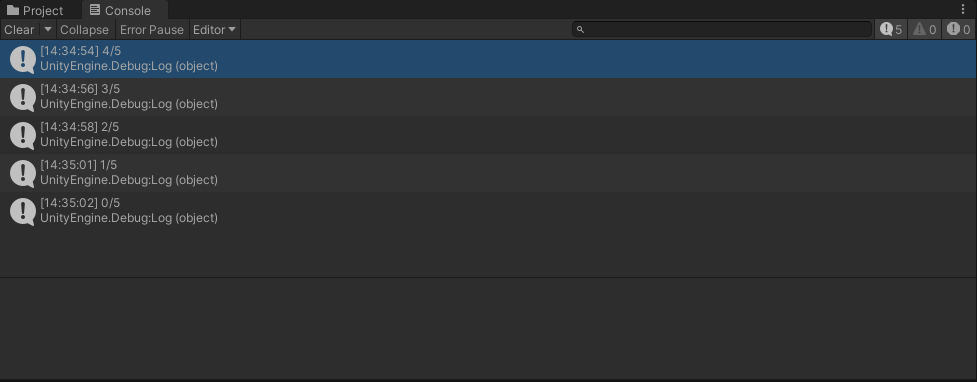 Project Console
Clear Collapse Error Pause Editor 5 0 0
[14:34:54] 4/5
UnityEngine.Debug:Log (object)
[14:34:56] 3/5
UnityEngine.Debug:Log (object)
[14:34:58] 2/5
UnityEngine.Debug:Log (object)
[14:35:01] 1/5
UnityEngine.Debug:Log (object)
[14:35:02] 0/5
UnityEngine.Debug:Log (object)